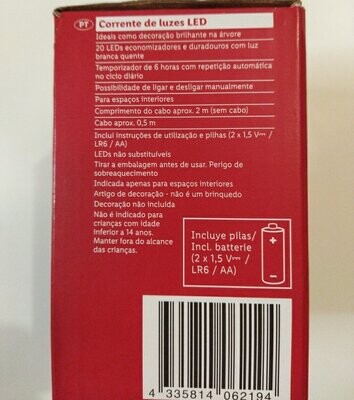 PT Corrente de luzes LED
Ideais como decoração brilhante na árvore
20 LEDs economizadores e duradouros com luz
branca quente
Temporizador de 6 horas com repetição automática
no ciclo diário
Possibilidade de ligar e desligar manualmente
Para espaços interiores
Comprimento do cabo aprox. 2 m (sem cabo)
Cabo aprox. 0,5 m
Inclui instruções de utilização e pilhas (2 x 1,5 V⎓ /
LR6 / AA)
LEDs não substituíveis
Tirar a embalagem antes de usar. Perigo de
sobreaquecimento
Indicada apenas para espaços interiores
Artigo de decoração - não é um brinquedo
Decoração não incluída
Não é indicado para
crianças com idade
inferior a 14 anos.
Manter fora do alcance
das crianças.
Incluye pilas/
Incl. batterie
(2 x 1,5 V⎓ /
LR6 / AA)
4 335814 062194